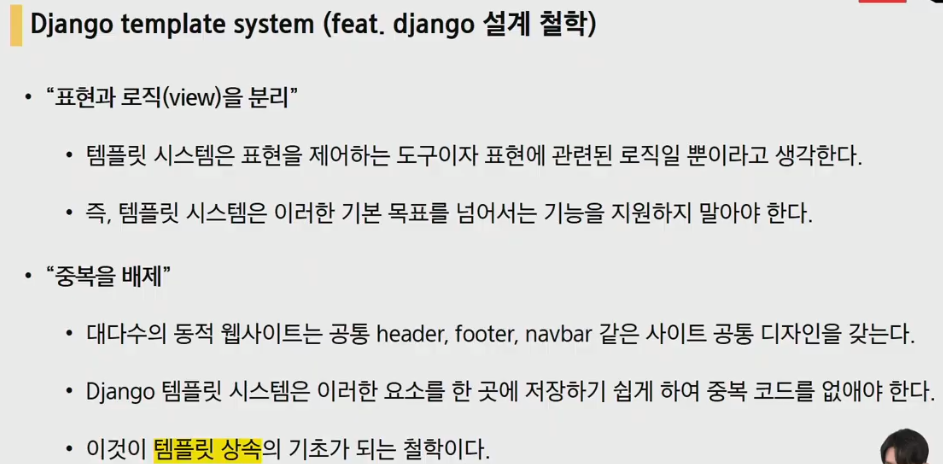 Django template system (feat. django 설계 철학)
• “표현과 로직(view)을 분리”
• 템플릿 시스템은 표현을 제어하는 도구이자 표현에 관련된 로직일 뿐이라고 생각한다.
• 즉, 템플릿 시스템은 이러한 기본 목표를 넘어서는 기능을 지원하지 말아야 한다.
• “중복을 배제”
• 대다수의 동적 웹사이트는 공통 header, footer, navbar 같은 사이트 공통 디자인을 갖는다.
• Django 템플릿 시스템은 이러한 요소를 한 곳에 저장하기 쉽게 하여 중복 코드를 없애야 한다.
• 이것이 템플릿 상속의 기초가 되는 철학이다.